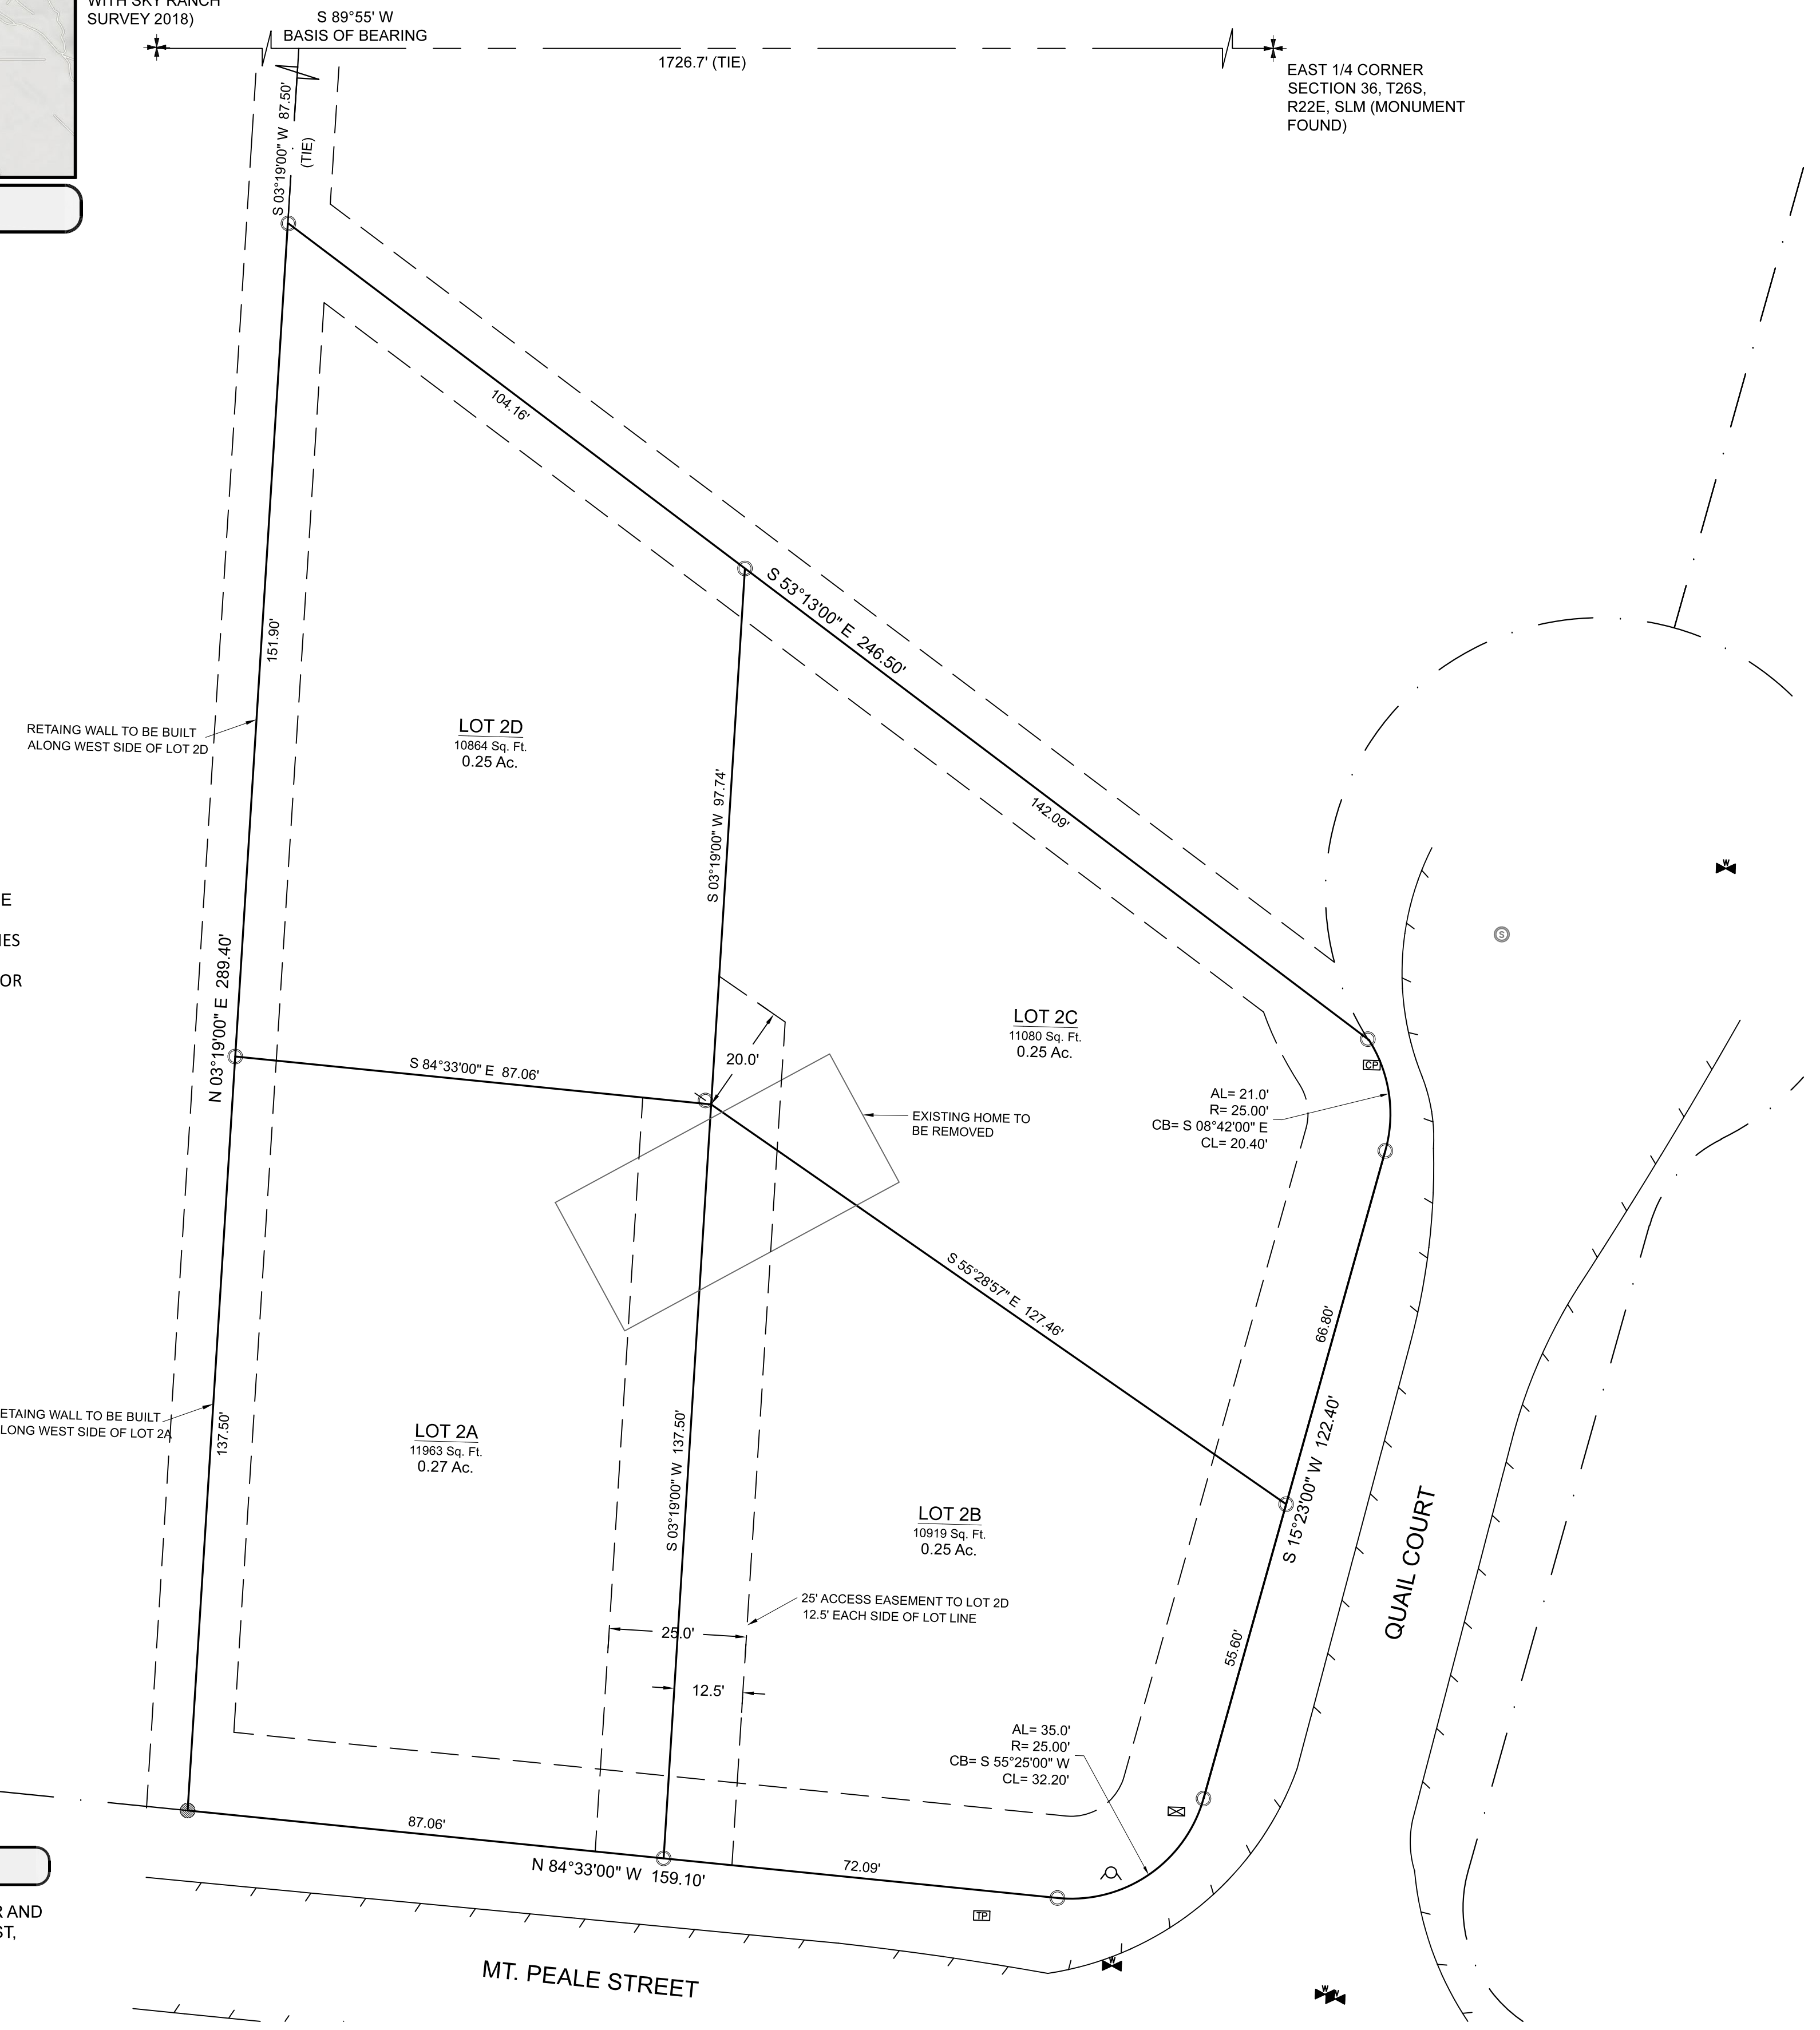 WITH SKY RANCH
SURVEY 2018)
S 89°55' W
BASIS OF BEARING
1726.7' (TIE)
EAST 1/4 CORNER
SECTION 36, T26S,
R22E, SLM (MONUMENT
FOUND)
S 03°19'00" W 87.50'
(TIE)
104.16'
S 53°13'00" E 246.50'
142.09'
151.90'
RETAING WALL TO BE BUILT
ALONG WEST SIDE OF LOT 2D
LOT 2D
10864 Sq. Ft.
0.25 Ac.
S 03°19'00" W 97.74'
W
E
IES
OR
S
N 03°19'00" E 289.40'
S 84°33'00" E 87.06'
20.0'
LOT 2C
11080 Sq. Ft.
0.25 Ac.
CP
AL= 21.0'
R= 25.00'
CB= S 08°42'00" E
CL= 20.40'
EXISTING HOME TO
BE REMOVED
S 55°28'57" E 127.46'
66.80'
ETAING WALL TO BE BUILT
LONG WEST SIDE OF LOT 2A
137.50'
LOT 2A
11963 Sq. Ft.
0.27 Ac.
S 03°19'00" W 137.50'
LOT 2B
10919 Sq. Ft.
0.25 Ac.
S 15°23'00" W 122.40'
QUAIL COURT
25' ACCESS EASEMENT TO LOT 2D
12.5' EACH SIDE OF LOT LINE
25.0'
55.60'
12.5'
AL= 35.0'
R= 25.00'
CB= S 55°25'00" W
CL= 32.20'
87.06'
N 84°33'00" W 159.10'
72.09'
TP
R AND
ST,
MT. PEALE STREET
W
W
W